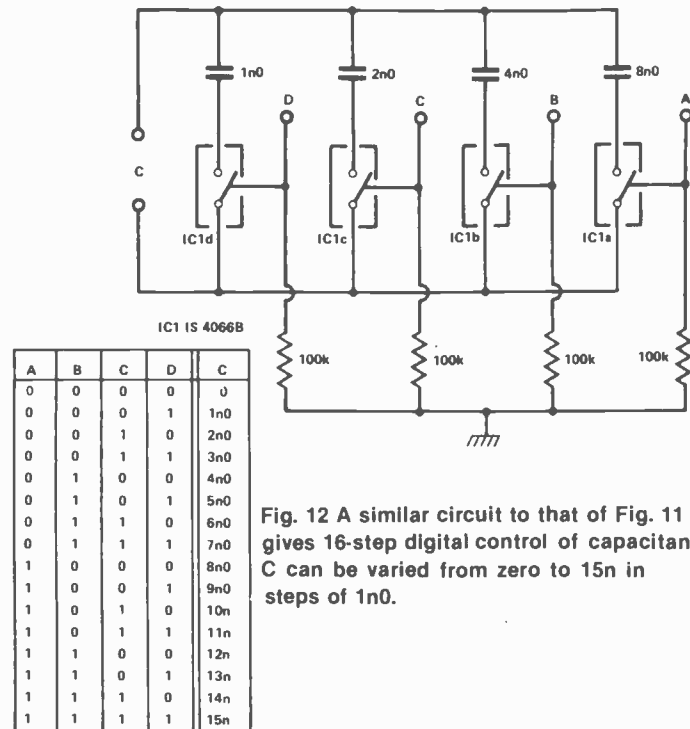 1n0
2n0
4n0
8n0
D
C
B
A
C
IC1d
IC1c
IC1b
IC1a
IC1 IS 4066B
100k
100k
100k
100k
A B C D C
0 0 0 0 0
0 0 0 1 1n0
0 0 1 0 2n0
0 0 1 1 3n0
0 1 0 0 4n0
0 1 0 1 5n0
0 1 1 0 6n0
0 1 1 1 7n0
1 0 0 0 8n0
1 0 0 1 9n0
1 0 1 0 10n
1 0 1 1 11n
1 1 0 0 12n
1 1 0 1 13n
1 1 1 0 14n
1 1 1 1 15n
Fig. 12 A similar circuit to that of Fig. 11
gives 16-step digital control of capacitan
C can be varied from zero to 15n in
steps of 1n0.